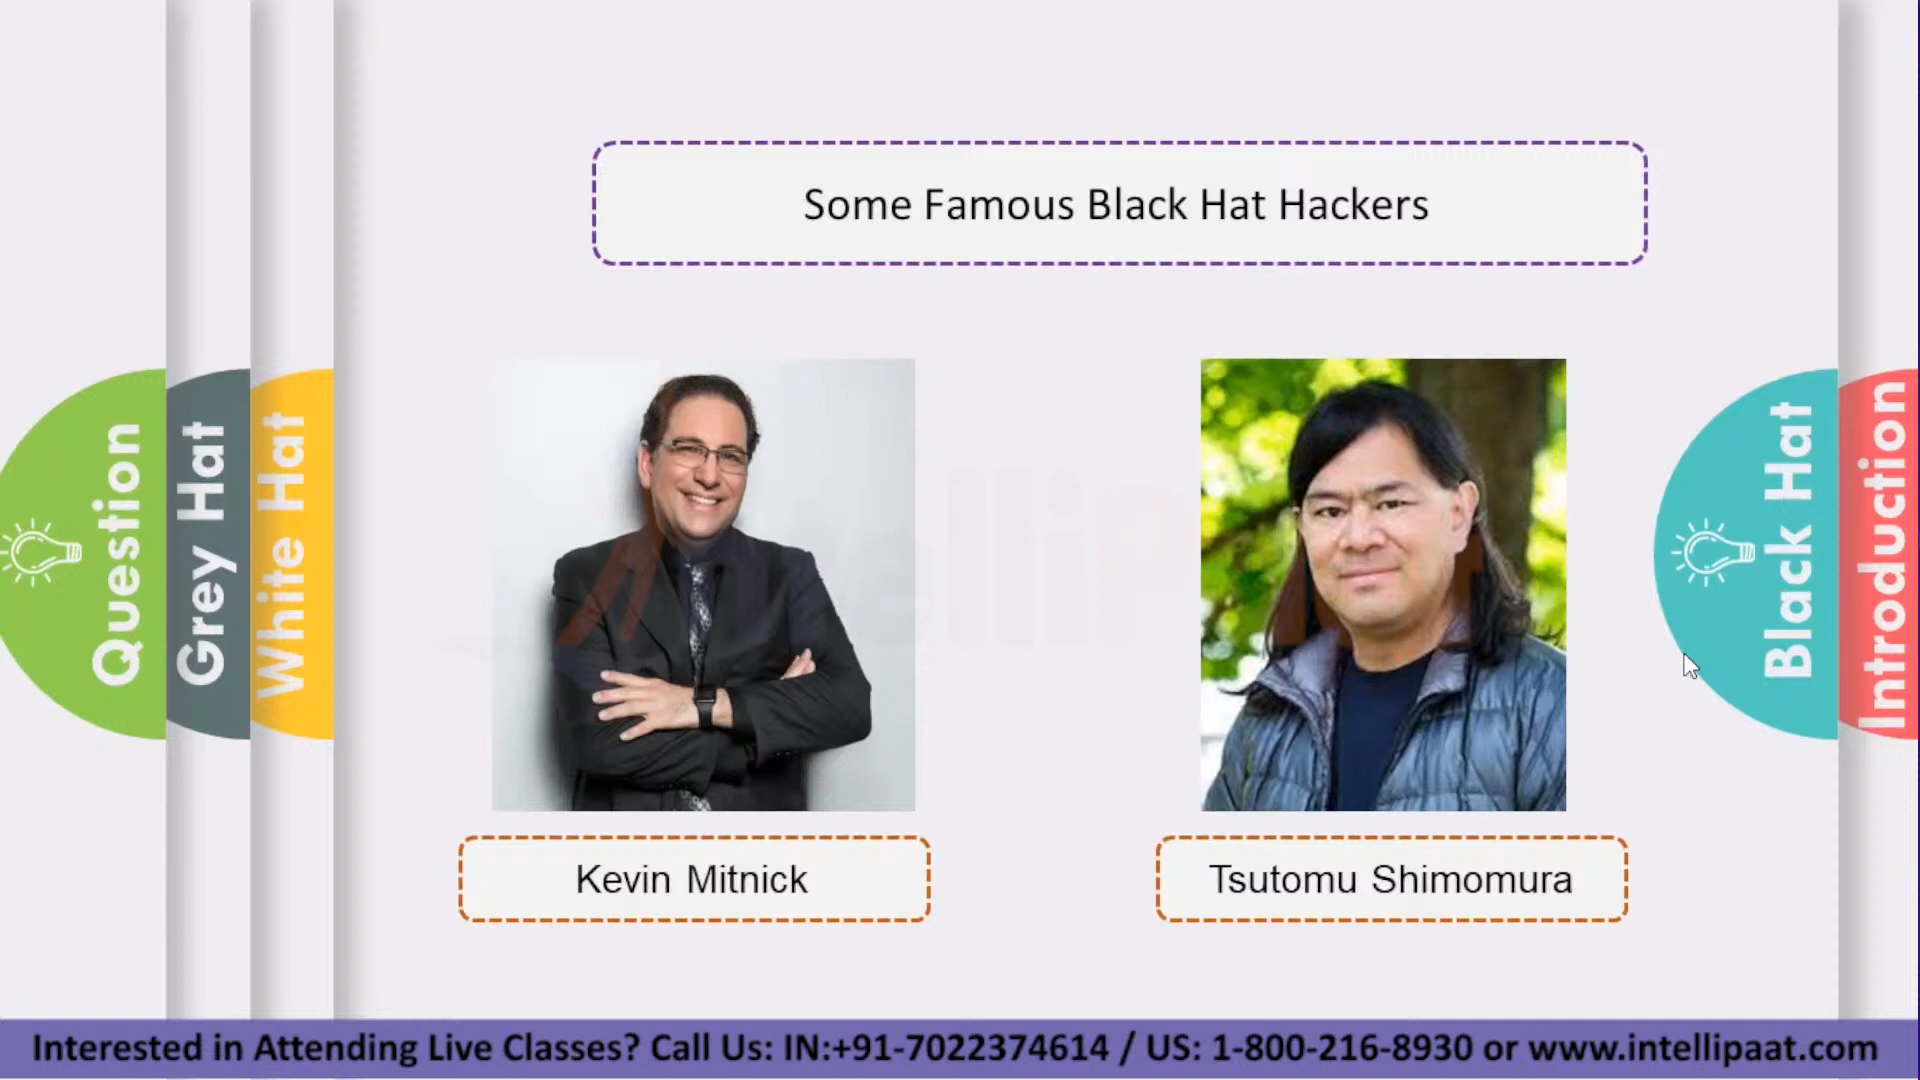 Some Famous Black Hat Hackers
Question
Grey Hat
White Hat
Black Hat
Introduction
Kevin Mitnick
Tsutomu Shimomura
Interested in Attending Live Classes? Call Us: IN:+91-7022374614 / US: 1-800-216-8930 or www.intellipaat.com